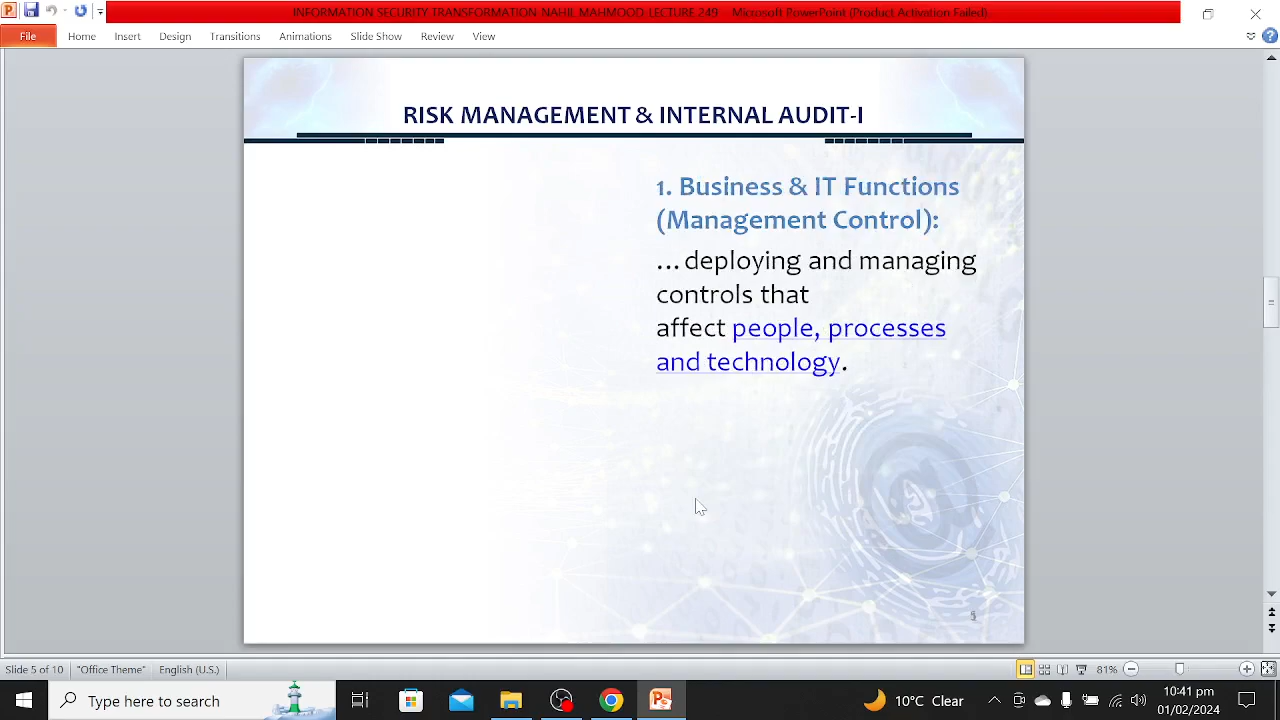 INFORMATION SECURITY TRANSFORMATION-NAHIL MAHMOOD-LECTURE 249 - Microsoft PowerPoint (Product Activation Failed)
File Home Insert Design Transitions Animations Slide Show Review View
RISK MANAGEMENT & INTERNAL AUDIT-I
1. Business & IT Functions
(Management Control):
…deploying and managing
controls that
affect people, processes
and technology.
5
Slide 5 of 10 "Office Theme" English (U.S.) 81%
Type here to search
10°C Clear
10:41 pm
01/02/2024